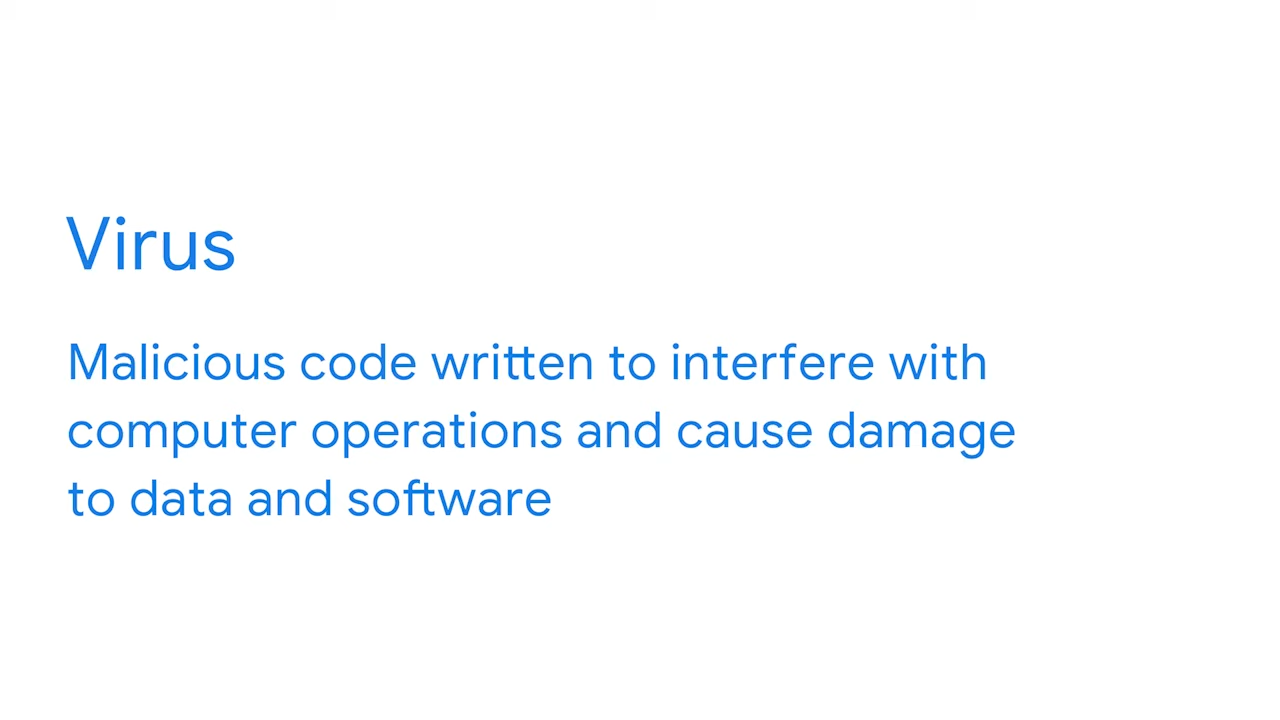 Virus
Malicious code written to interfere with
computer operations and cause damage
to data and software